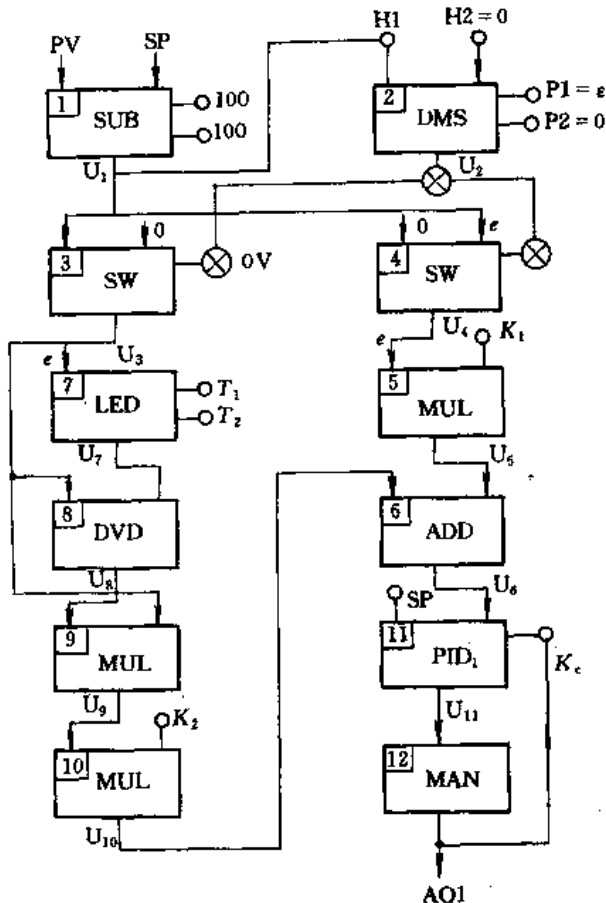 H1
H2 = 0
PV
SP
1
SUB
100
100
2
DMS
P1 = ε
P2 = 0
U₁
U₂
0
3
SW
0V
0
e
4
SW
U₃
U₄
K₁
e
7
LED
T₁
T₂
e
5
MUL
U₇
U₅
8
DVD
6
ADD
U₈
U₆
9
MUL
SP
11
PID₁
K꜀
U₉
K₂
U₁₁
10
MUL
12
MAN
U₁₀
AO1